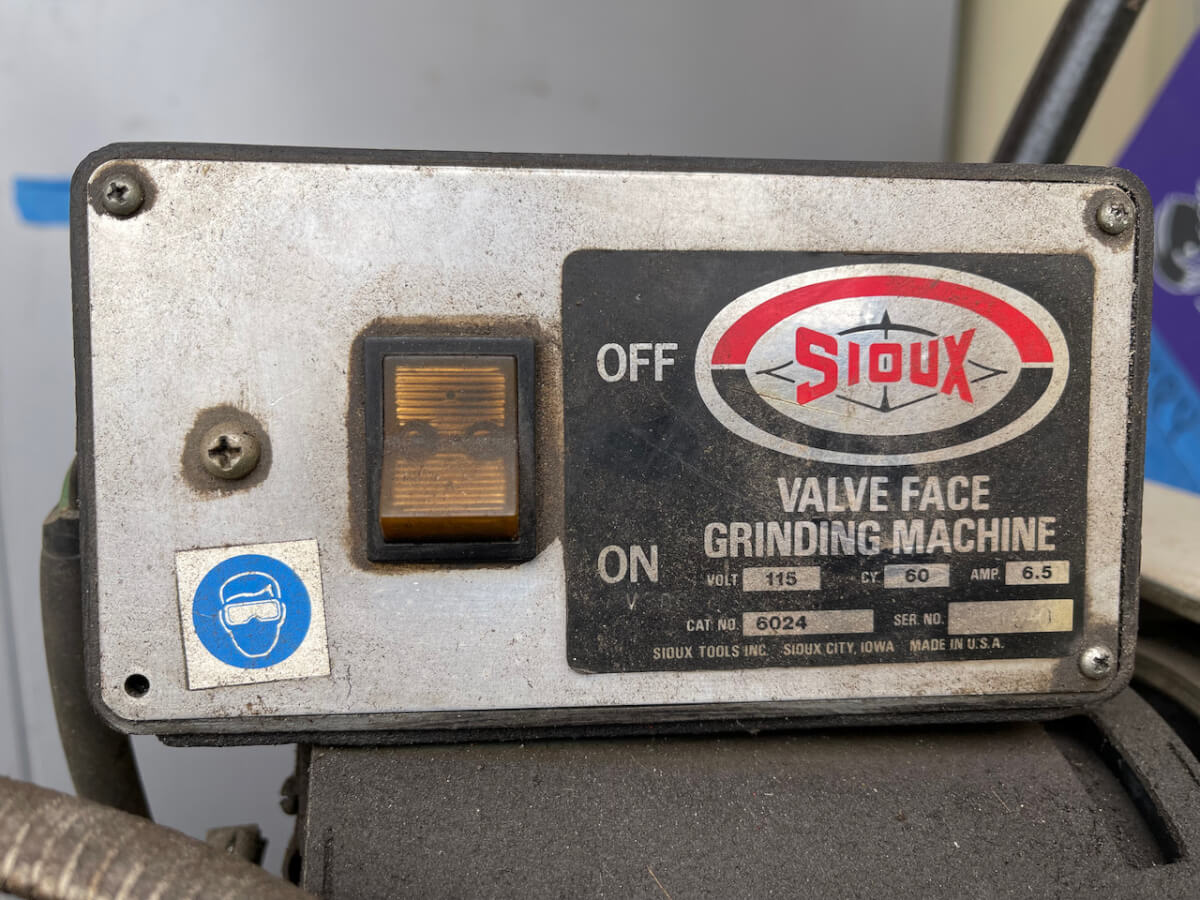 OFF
SIOUX
VALVE FACE
GRINDING MACHINE
ON
VOLT 115 CY. 60 AMP. 6.5
CAT NO. 6024 SER. NO.
SIOUX TOOLS INC. SIOUX CITY, IOWA MADE IN U.S.A.